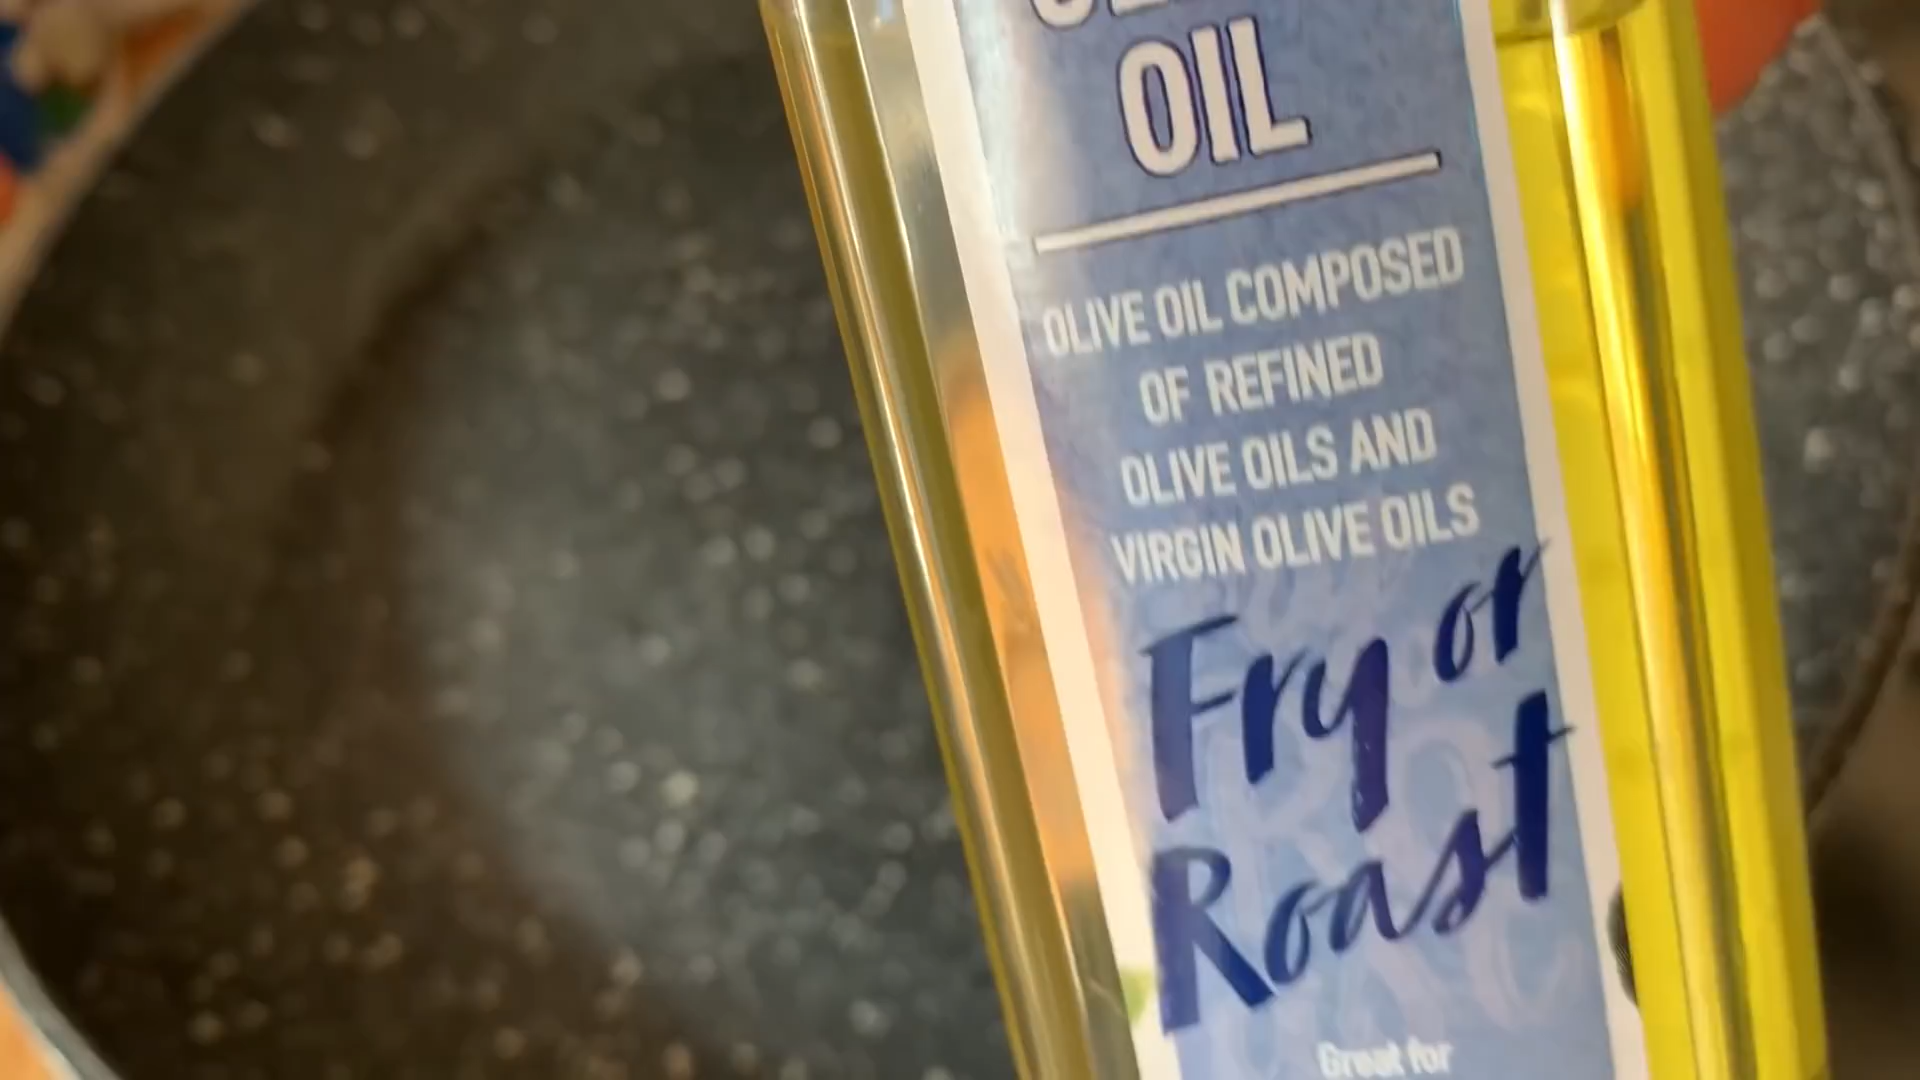 OIL
OLIVE OIL COMPOSED
OF REFINED
OLIVE OILS AND
VIRGIN OLIVE OILS
Fry or
Roast
Great for